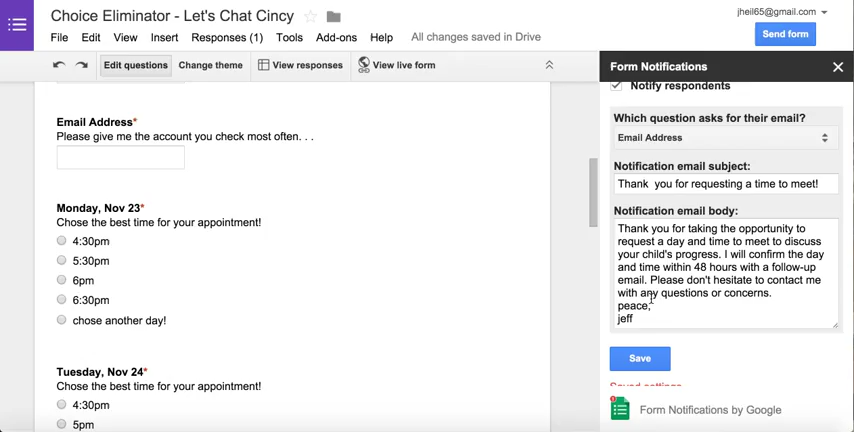 Choice Eliminator - Let's Chat Cincy
jheil65@gmail.com
File Edit View Insert Responses (1) Tools Add-ons Help All changes saved in Drive
Send form
Edit questions Change theme View responses View live form
Form Notifications
Notify respondents
Email Address*
Please give me the account you check most often. . .
Monday, Nov 23*
Chose the best time for your appointment!
4:30pm
5:30pm
6pm
6:30pm
chose another day!
Tuesday, Nov 24*
Chose the best time for your appointment!
4:30pm
5pm
Which question asks for their email?
Email Address
Notification email subject:
Thank  you for requesting a time to meet!
Notification email body:
Thank you for taking the opportunity to
request a day and time to meet to discuss
your child's progress. I will confirm the day
and time within 48 hours with a follow-up
email. Please don't hesitate to contact me
with any questions or concerns.
peace,
jeff
Save
Saved settings
Form Notifications by Google